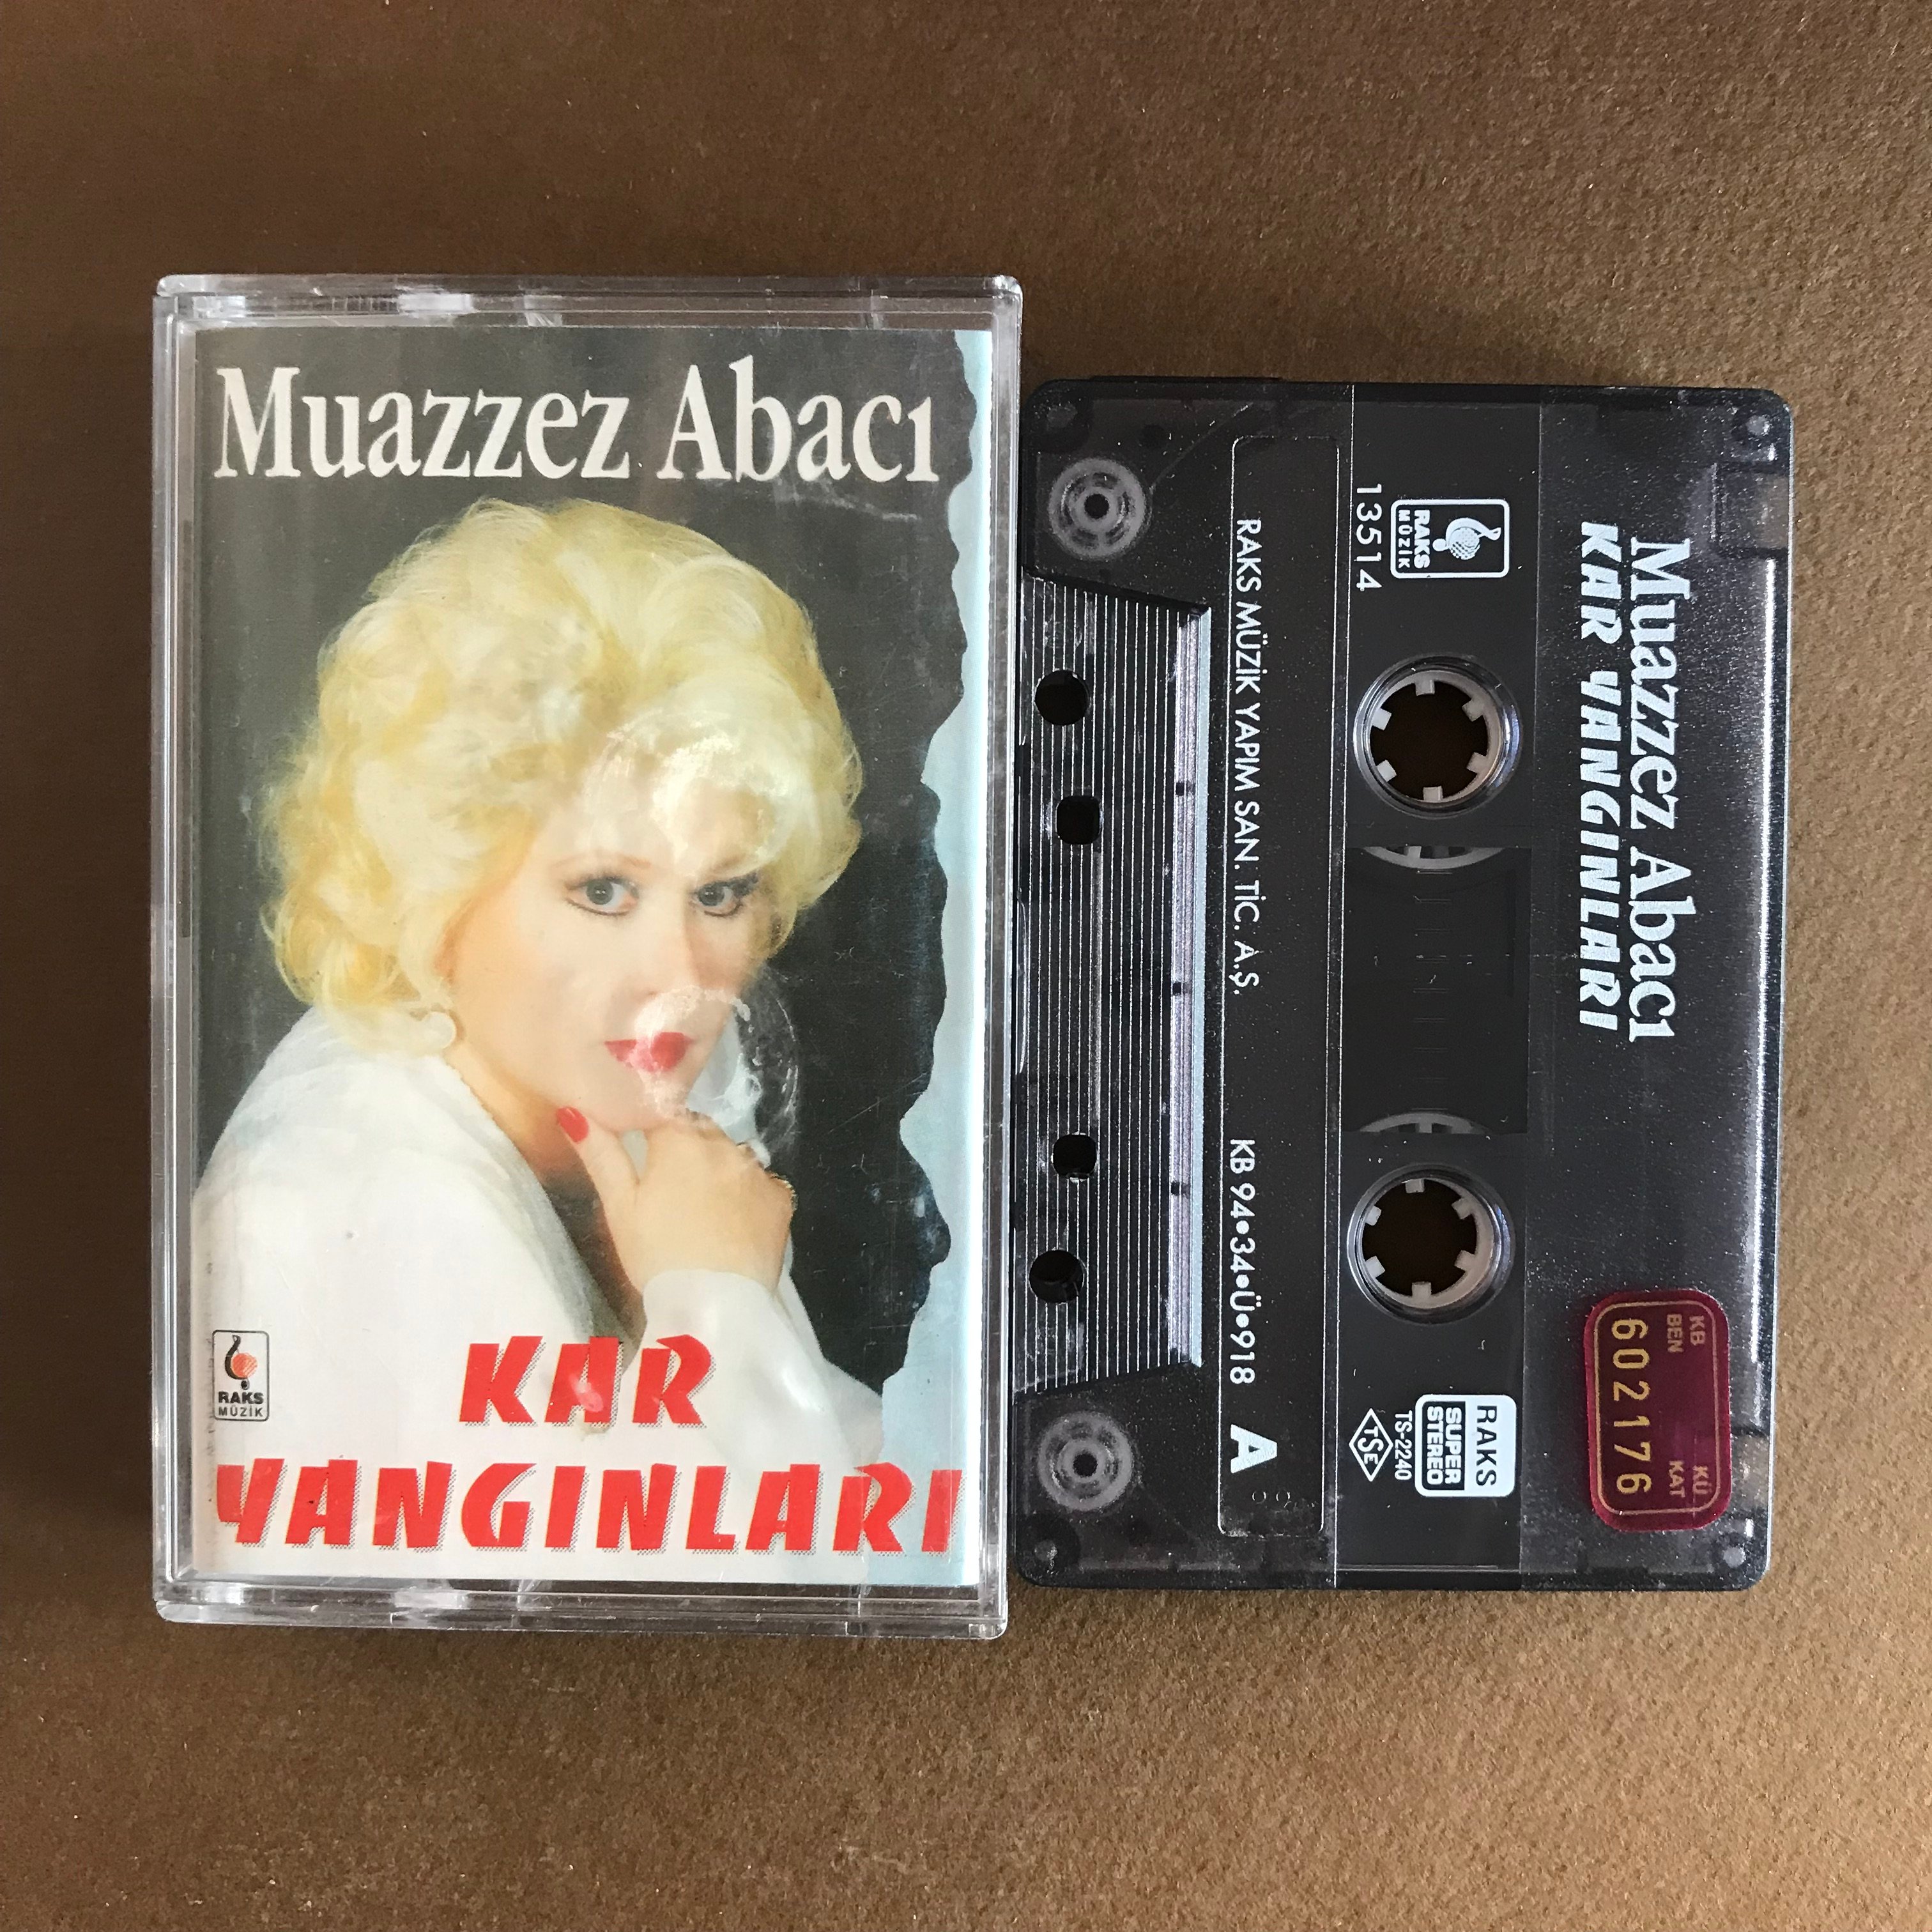 Muazzez Abacı
KAR
YANGINLARI
RAKS
MÜZİK
Muazzez Abacı
KAR YANGINLARI
RAKS
MÜZİK
13514
RAKS MÜZİK YAPIM SAN. TİC. A.Ş.
KB 94•34•Ü•918
A
RAKS
SUPER
STEREO
TS-2240
TSE
KB KÜ
BEN KAT
602176